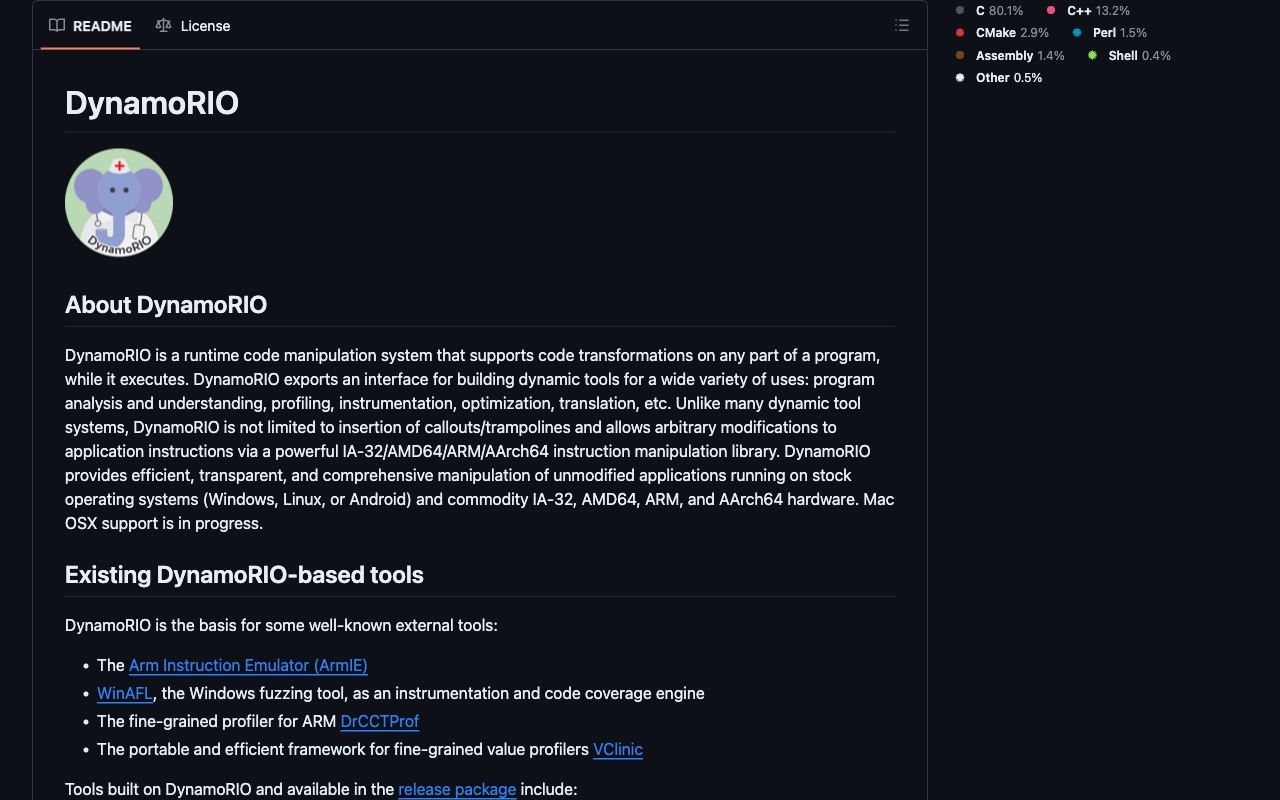 README
License
C 80.1%
C++ 13.2%
CMake 2.9%
Perl 1.5%
Assembly 1.4%
Shell 0.4%
Other 0.5%
DynamoRIO
DynamoRIO
About DynamoRIO
DynamoRIO is a runtime code manipulation system that supports code transformations on any part of a program,
while it executes. DynamoRIO exports an interface for building dynamic tools for a wide variety of uses: program
analysis and understanding, profiling, instrumentation, optimization, translation, etc. Unlike many dynamic tool
systems, DynamoRIO is not limited to insertion of callouts/trampolines and allows arbitrary modifications to
application instructions via a powerful IA-32/AMD64/ARM/AArch64 instruction manipulation library. DynamoRIO
provides efficient, transparent, and comprehensive manipulation of unmodified applications running on stock
operating systems (Windows, Linux, or Android) and commodity IA-32, AMD64, ARM, and AArch64 hardware. Mac
OSX support is in progress.
Existing DynamoRIO-based tools
DynamoRIO is the basis for some well-known external tools:
• The Arm Instruction Emulator (ArmIE)
• WinAFL, the Windows fuzzing tool, as an instrumentation and code coverage engine
• The fine-grained profiler for ARM DrCCTProf
• The portable and efficient framework for fine-grained value profilers VClinic
Tools built on DynamoRIO and available in the release package include: